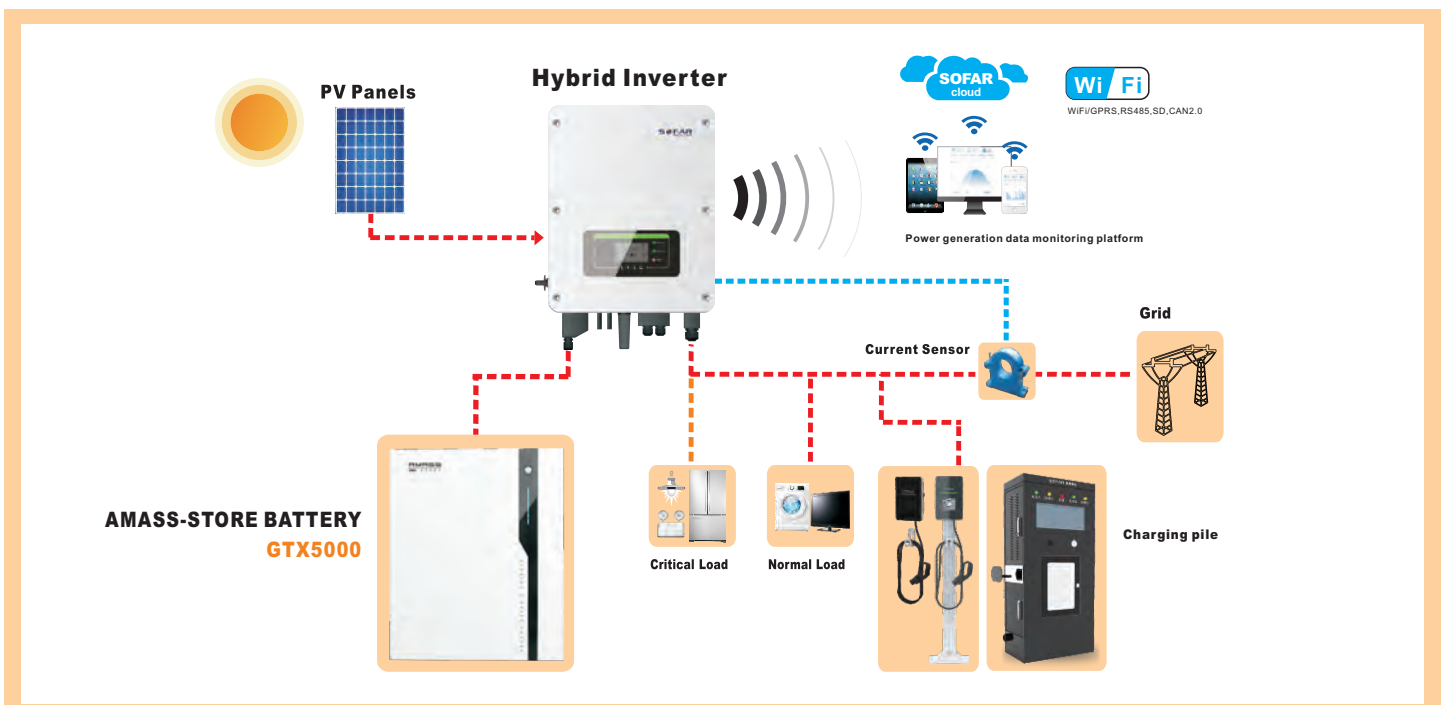 PV Panels
Hybrid Inverter
SOFAR
SOFAR
cloud
Wi Fi
WiFi/GPRS,RS485,SD,CAN2.0
Power generation data monitoring platform
Grid
Current Sensor
AMASS-STORE BATTERY
GTX5000
AMASS
Critical Load
Normal Load
Charging pile